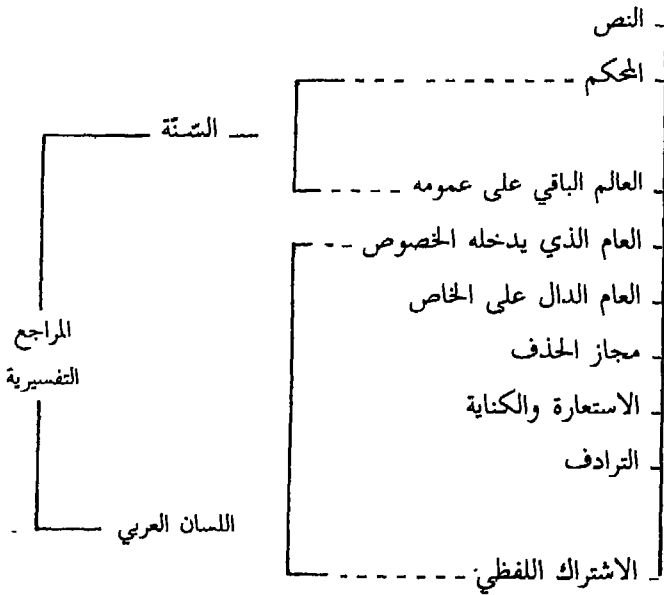 النص
المحكم
العالم الباقي على عمومه
العام الذي يدخله الخصوص
العام الدال على الخاص
مجاز الحذف
الاستعارة والكناية
الترادف
الاشتراك اللفظي
السّنّة
اللسان العربي
المراجع
التفسيرية